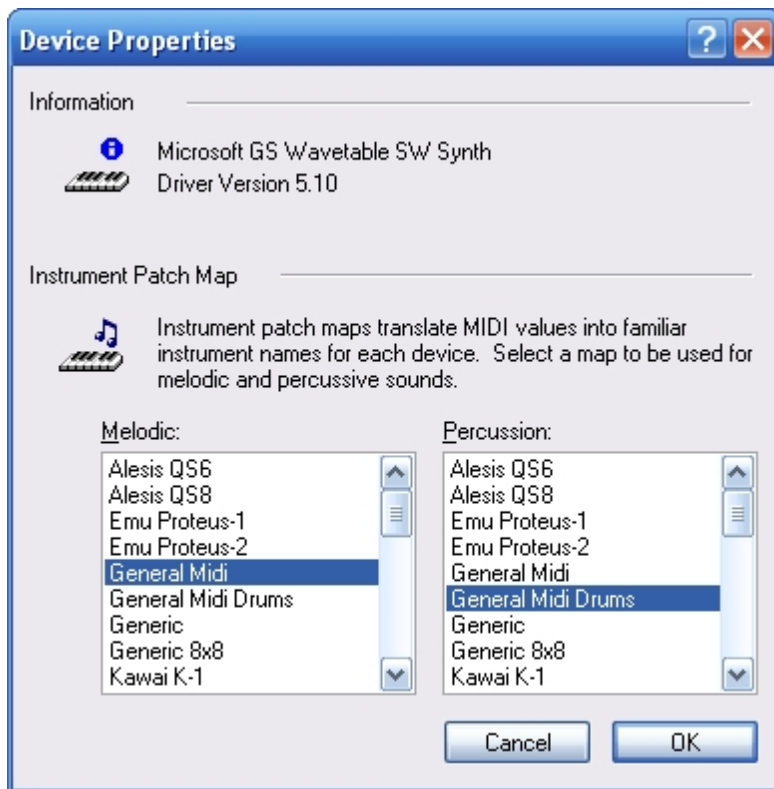 Device Properties
Information
Microsoft GS Wavetable SW Synth
Driver Version 5.10
Instrument Patch Map
Instrument patch maps translate MIDI values into familiar
instrument names for each device.  Select a map to be used for
melodic and percussive sounds.
Melodic:
Alesis QS6
Alesis QS8
Emu Proteus-1
Emu Proteus-2
General Midi
General Midi Drums
Generic
Generic 8x8
Kawai K-1
Percussion:
Alesis QS6
Alesis QS8
Emu Proteus-1
Emu Proteus-2
General Midi
General Midi Drums
Generic
Generic 8x8
Kawai K-1
Cancel
OK